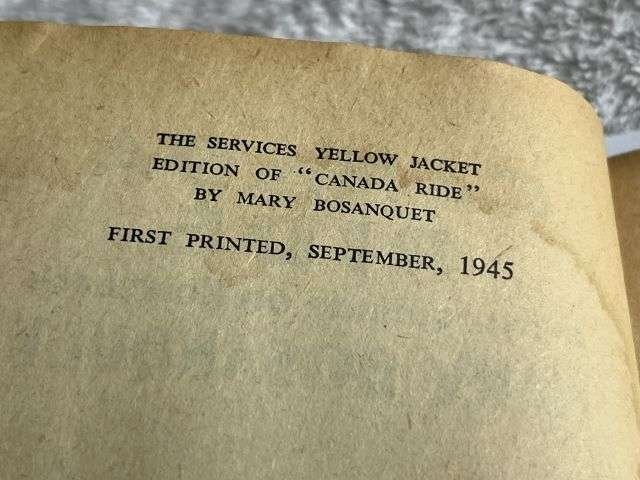 THE SERVICES YELLOW JACKET
EDITION OF "CANADA RIDE"
BY MARY BOSANQUET
FIRST PRINTED, SEPTEMBER, 1945